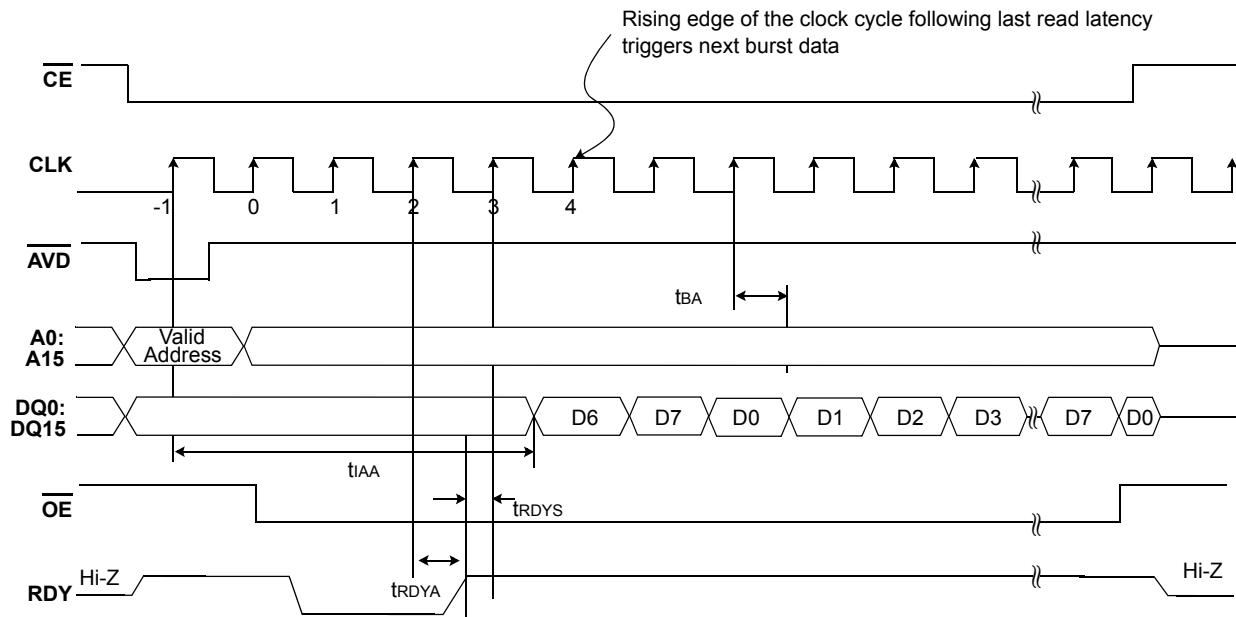 Rising edge of the clock cycle following last read latency
triggers next burst data
CE
CLK
-1 0 1 2 3 4
AVD
tBA
A0:
A15
Valid
Address
DQ0:
DQ15
D6 D7 D0 D1 D2 D3 D7 D0
tIAA
OE
tRDYS
Hi-Z
RDY
tRDYA
Hi-Z